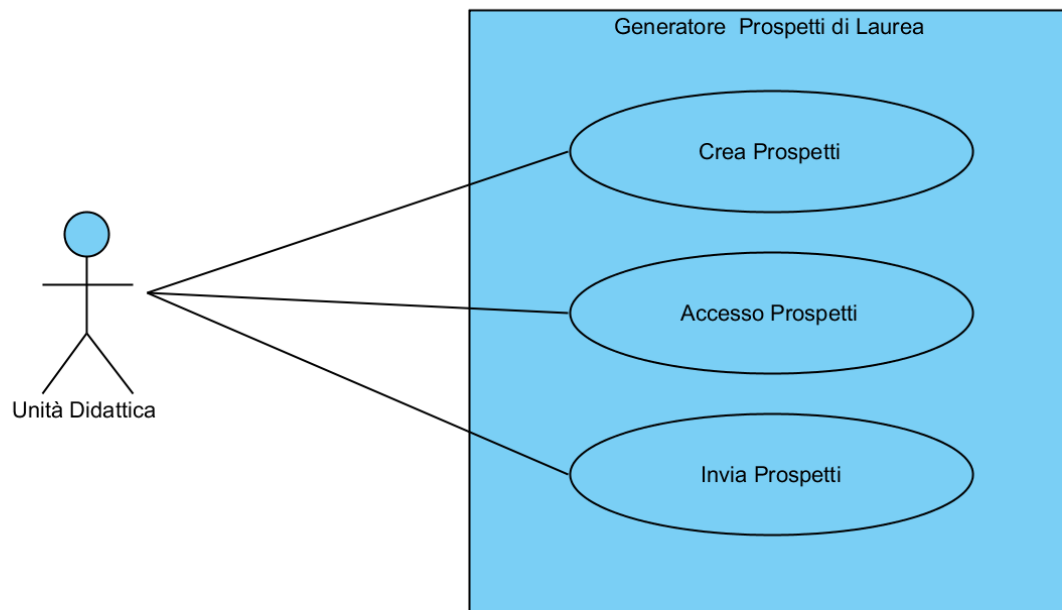 Generatore Prospetti di Laurea
Crea Prospetti
Accesso Prospetti
Invia Prospetti
Unità Didattica